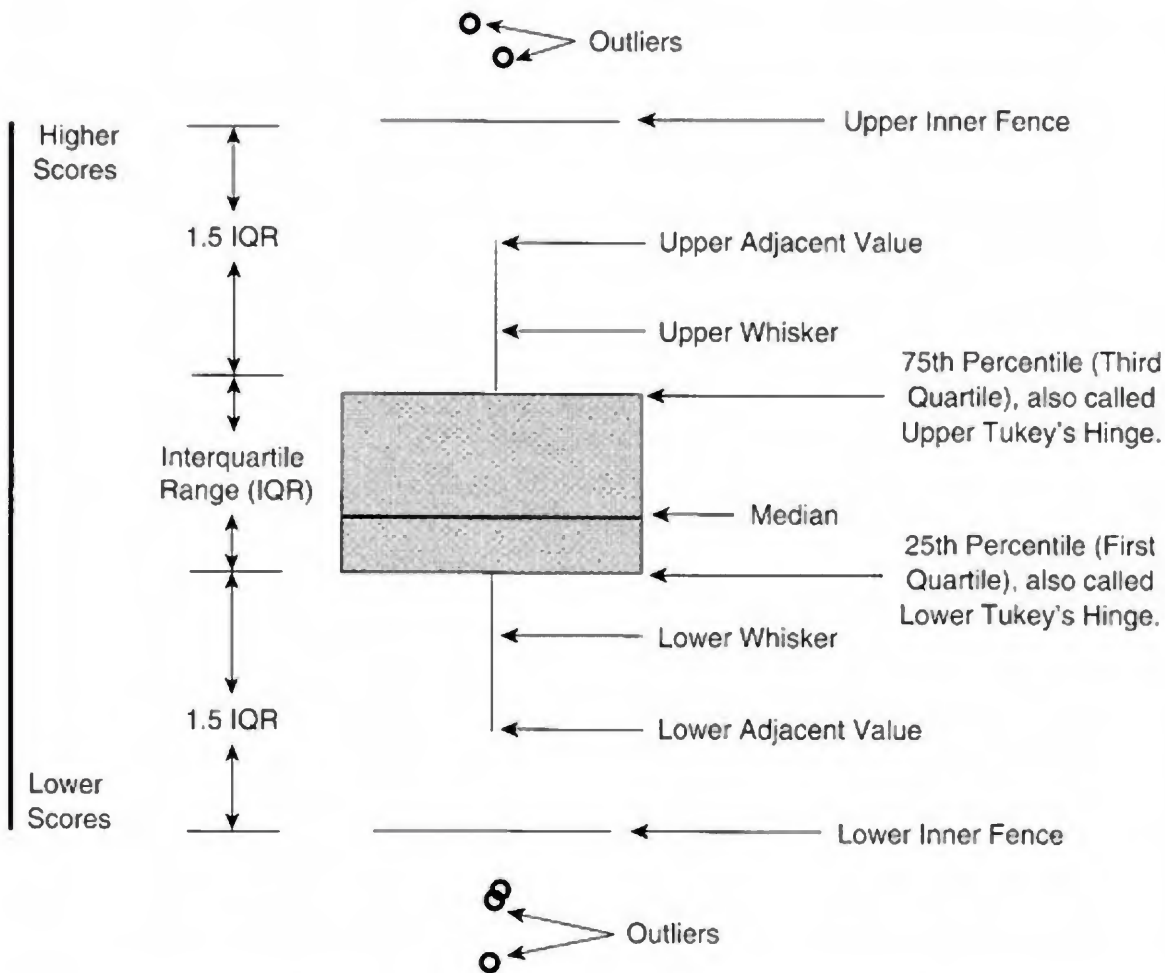 Outliers
Upper Inner Fence
Higher
Scores
1.5 IQR
Upper Adjacent Value
Upper Whisker
75th Percentile (Third
Quartile), also called
Upper Tukey's Hinge.
Interquartile
Range (IQR)
Median
25th Percentile (First
Quartile), also called
Lower Tukey's Hinge.
Lower Whisker
1.5 IQR
Lower Adjacent Value
Lower
Scores
Lower Inner Fence
Outliers